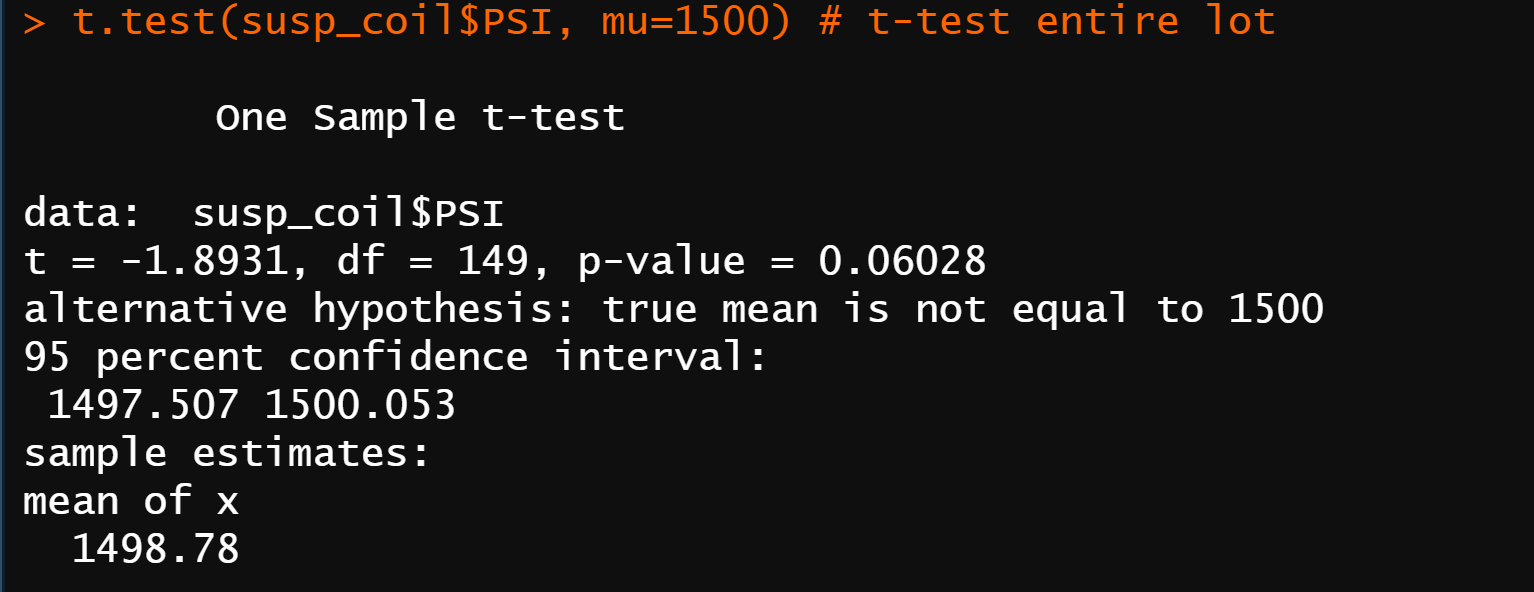 > t.test(susp_coil$PSI, mu=1500) # t-test entire lot
One Sample t-test
data:  susp_coil$PSI
t = -1.8931, df = 149, p-value = 0.06028
alternative hypothesis: true mean is not equal to 1500
95 percent confidence interval:
 1497.507 1500.053
sample estimates:
mean of x
  1498.78